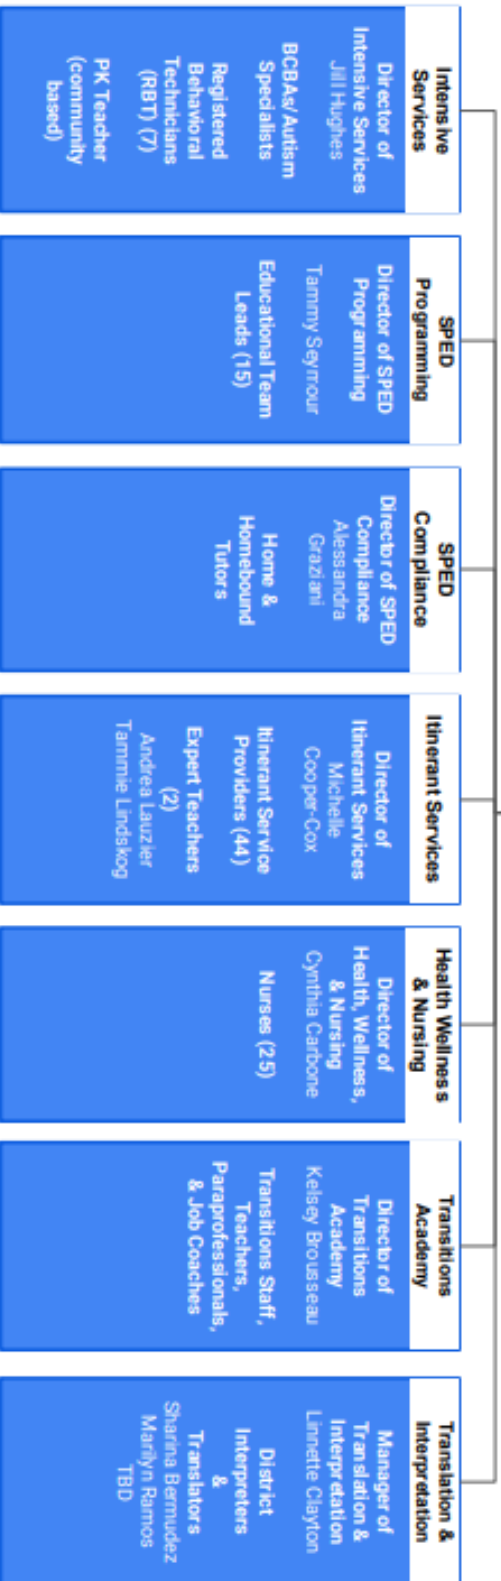 Intensive
Services
Director of
Intensive Services
Jill Hughes
BCBAs/Autism
Specialists
Registered
Behavioral
Technicians
(RBT) (7)
PK Teacher
(community
based)
SPED
Programming
Director of SPED
Programming
Tammy Seymour
Educational Team
Leads (15)
SPED
Compliance
Director of SPED
Compliance
Alessandra
Graziani
Home &
Homebound
Tutors
Itinerant Services
Director of
Itinerant Services
Michelle
Cooper-Cox
Itinerant Service
Providers (44)
Expert Teachers
(2)
Andrea Lauzier
Tammie Lindskog
Health Wellness
& Nursing
Director of
Health, Wellness,
& Nursing
Cynthia Carbone
Nurses (25)
Transitions
Academy
Director of
Transitions
Academy
Kelsey Brousseau
Transitions Staff,
Teachers,
Paraprofessionals,
& Job Coaches
Translation &
Interpretation
Manager of
Translation &
Interpretation
Linnette Clayton
District
Interpreters
&
Translators
Sharina Bermudez
Marilyn Ramos
TBD